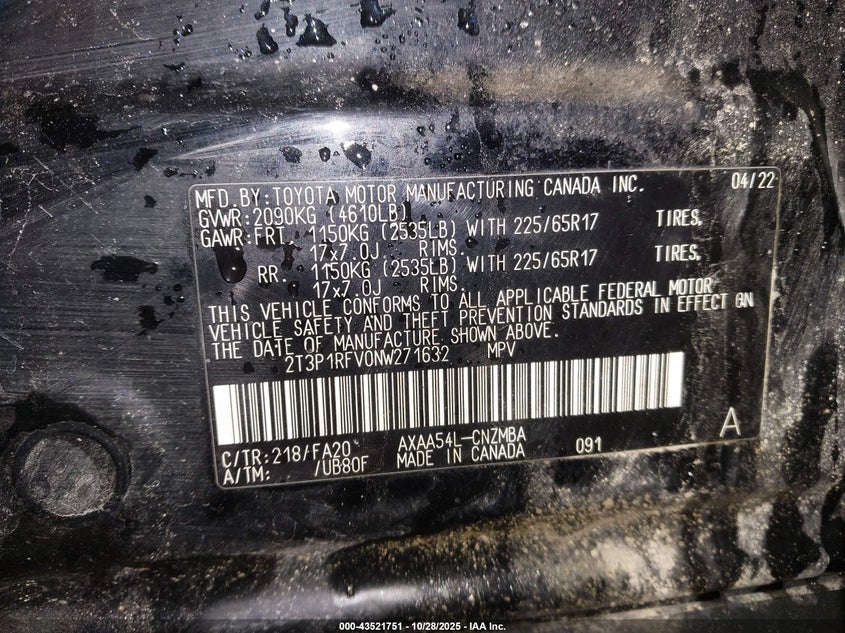 MFD.BY:TOYOTA MOTOR MANUFACTURING CANADA INC. 04/22
GVWR:2090KG (4610LB)
GAWR:FRT. 1150KG (2535LB) WITH 225/65R17 TIRES,
17x7.0J RIMS.
RR. 1150KG (2535LB) WITH 225/65R17 TIRES,
17x7.0J RIMS.
THIS VEHICLE CONFORMS TO ALL APPLICABLE FEDERAL MOTOR
VEHICLE SAFETY AND THEFT PREVENTION STANDARDS IN EFFECT ON
THE DATE OF MANUFACTURE SHOWN ABOVE.
2T3P1RFV0NW271632 MPV
C/TR:218/FA20 AXAA54L-CNZMBA 091 A
A/TM: /UB80F MADE IN CANADA
000-43521751 | 10/28/2025 - IAA Inc.